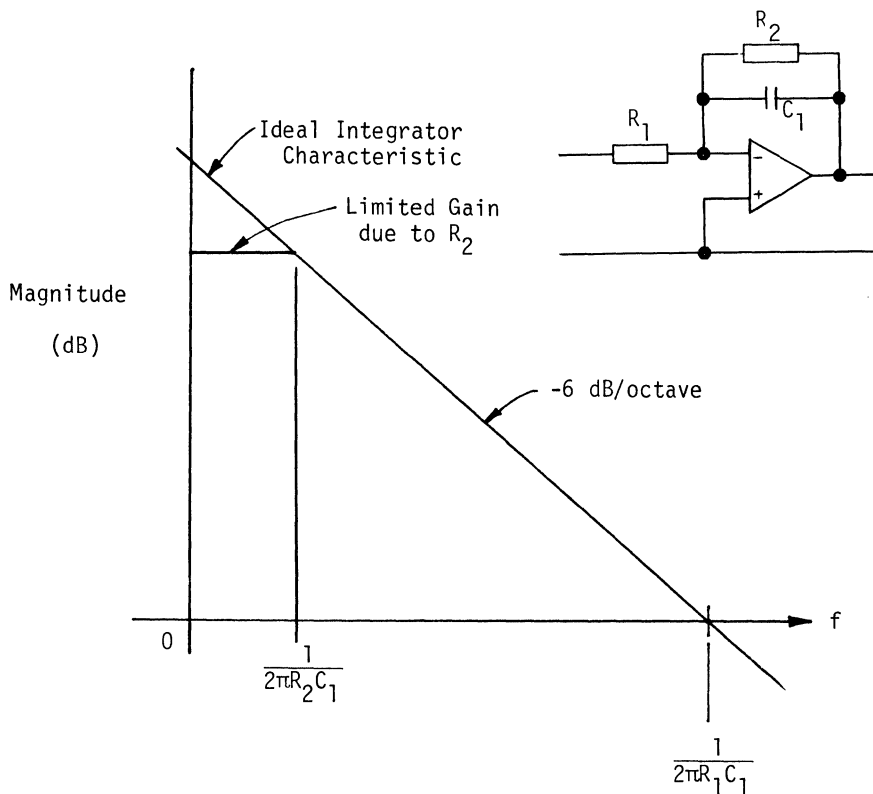 R2
C1
R1
-
+
Ideal Integrator
Characteristic
Limited Gain
due to R2
Magnitude
(dB)
-6 dB/octave
0
f
1
2πR2C1
1
2πR1C1